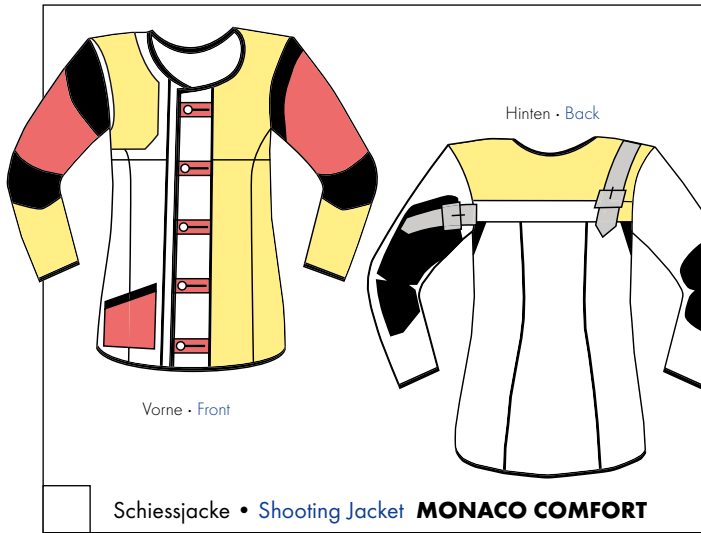 Hinten · Back
Vorne · Front
Schiessjacke • Shooting Jacket MONACO COMFORT